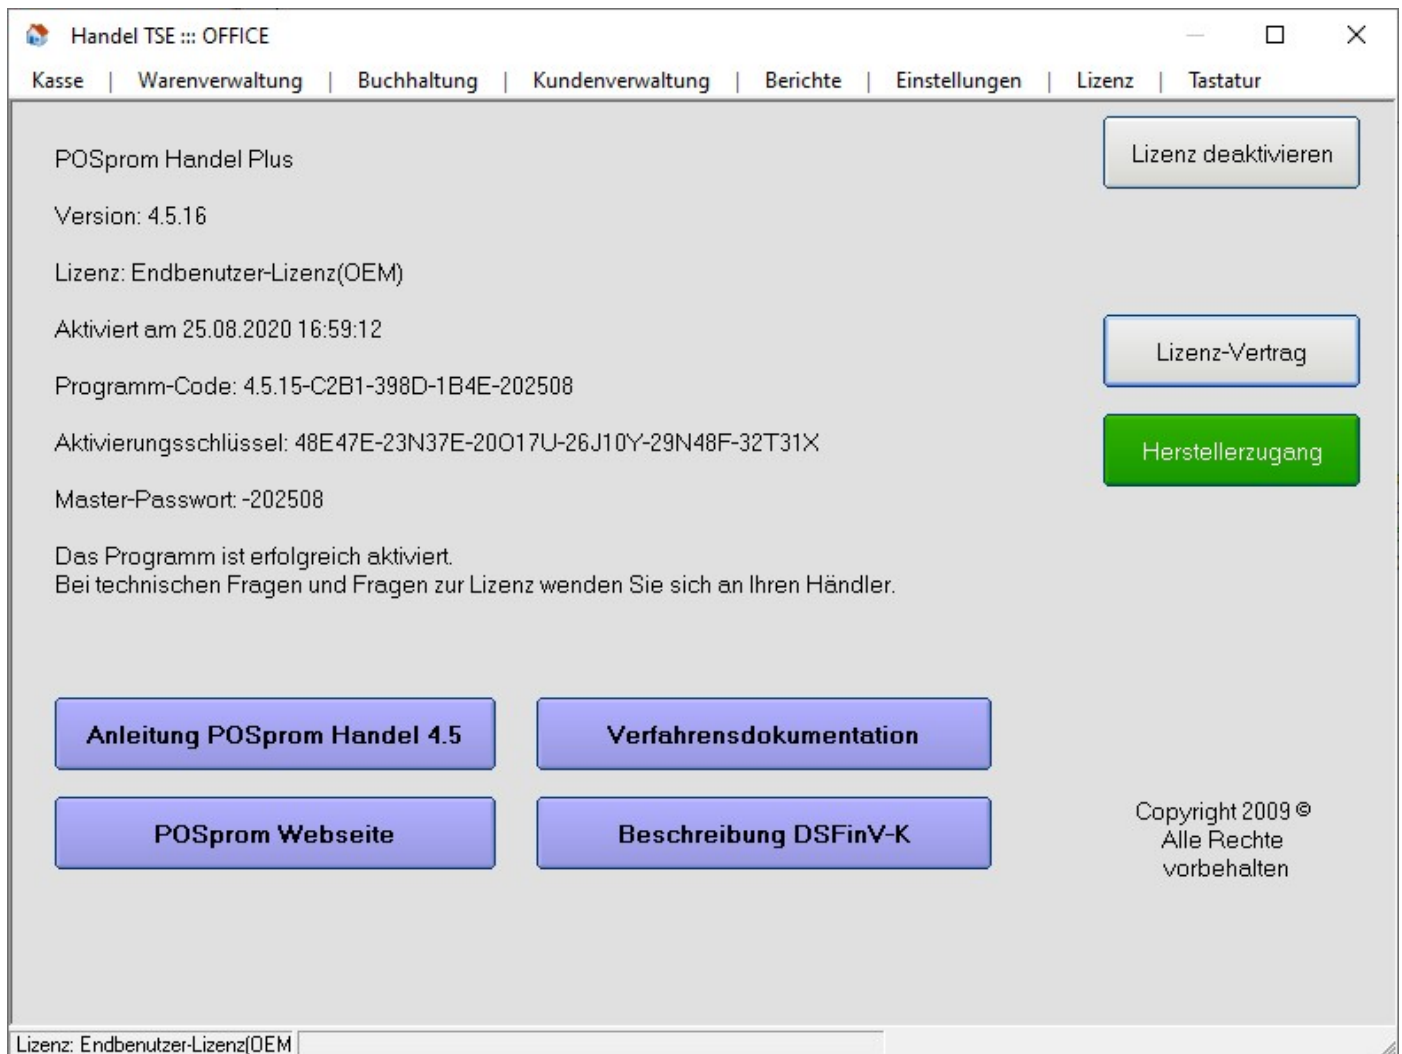 Handel TSE ::: OFFICE
Kasse | Warenverwaltung | Buchhaltung | Kundenverwaltung | Berichte | Einstellungen | Lizenz | Tastatur
POSprom Handel Plus
Lizenz deaktivieren
Version: 4.5.16
Lizenz: Endbenutzer-Lizenz(OEM)
Aktiviert am 25.08.2020 16:59:12
Lizenz-Vertrag
Programm-Code: 4.5.15-C2B1-398D-1B4E-202508
Aktivierungsschlüssel: 48E47E-23N37E-20O17U-26J10Y-29N48F-32T31X
Herstellerzugang
Master-Passwort: -202508
Das Programm ist erfolgreich aktiviert.
Bei technischen Fragen und Fragen zur Lizenz wenden Sie sich an Ihren Händler.
Anleitung POSprom Handel 4.5
Verfahrensdokumentation
POSprom Webseite
Beschreibung DSFinV-K
Copyright 2009 ©
Alle Rechte
vorbehalten
Lizenz: Endbenutzer-Lizenz(OEM